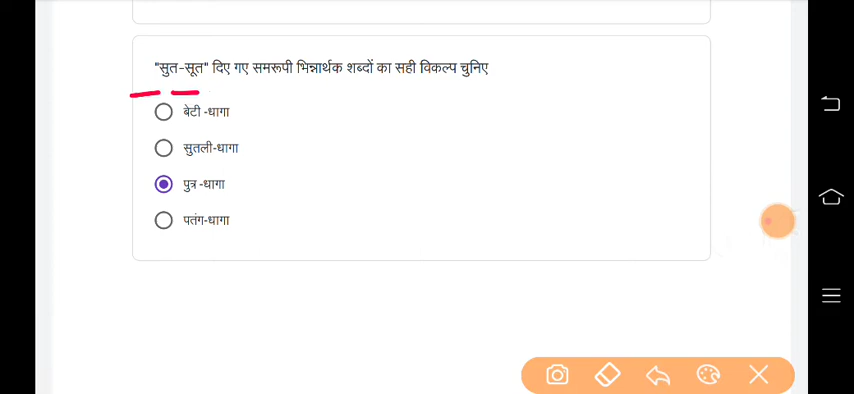 "सुत-सूत" दिए गए समरूपी भिन्नार्थक शब्दों का सही विकल्प चुनिए
बेटी -धागा
सुतली-धागा
पुत्र -धागा
पतंग-धागा